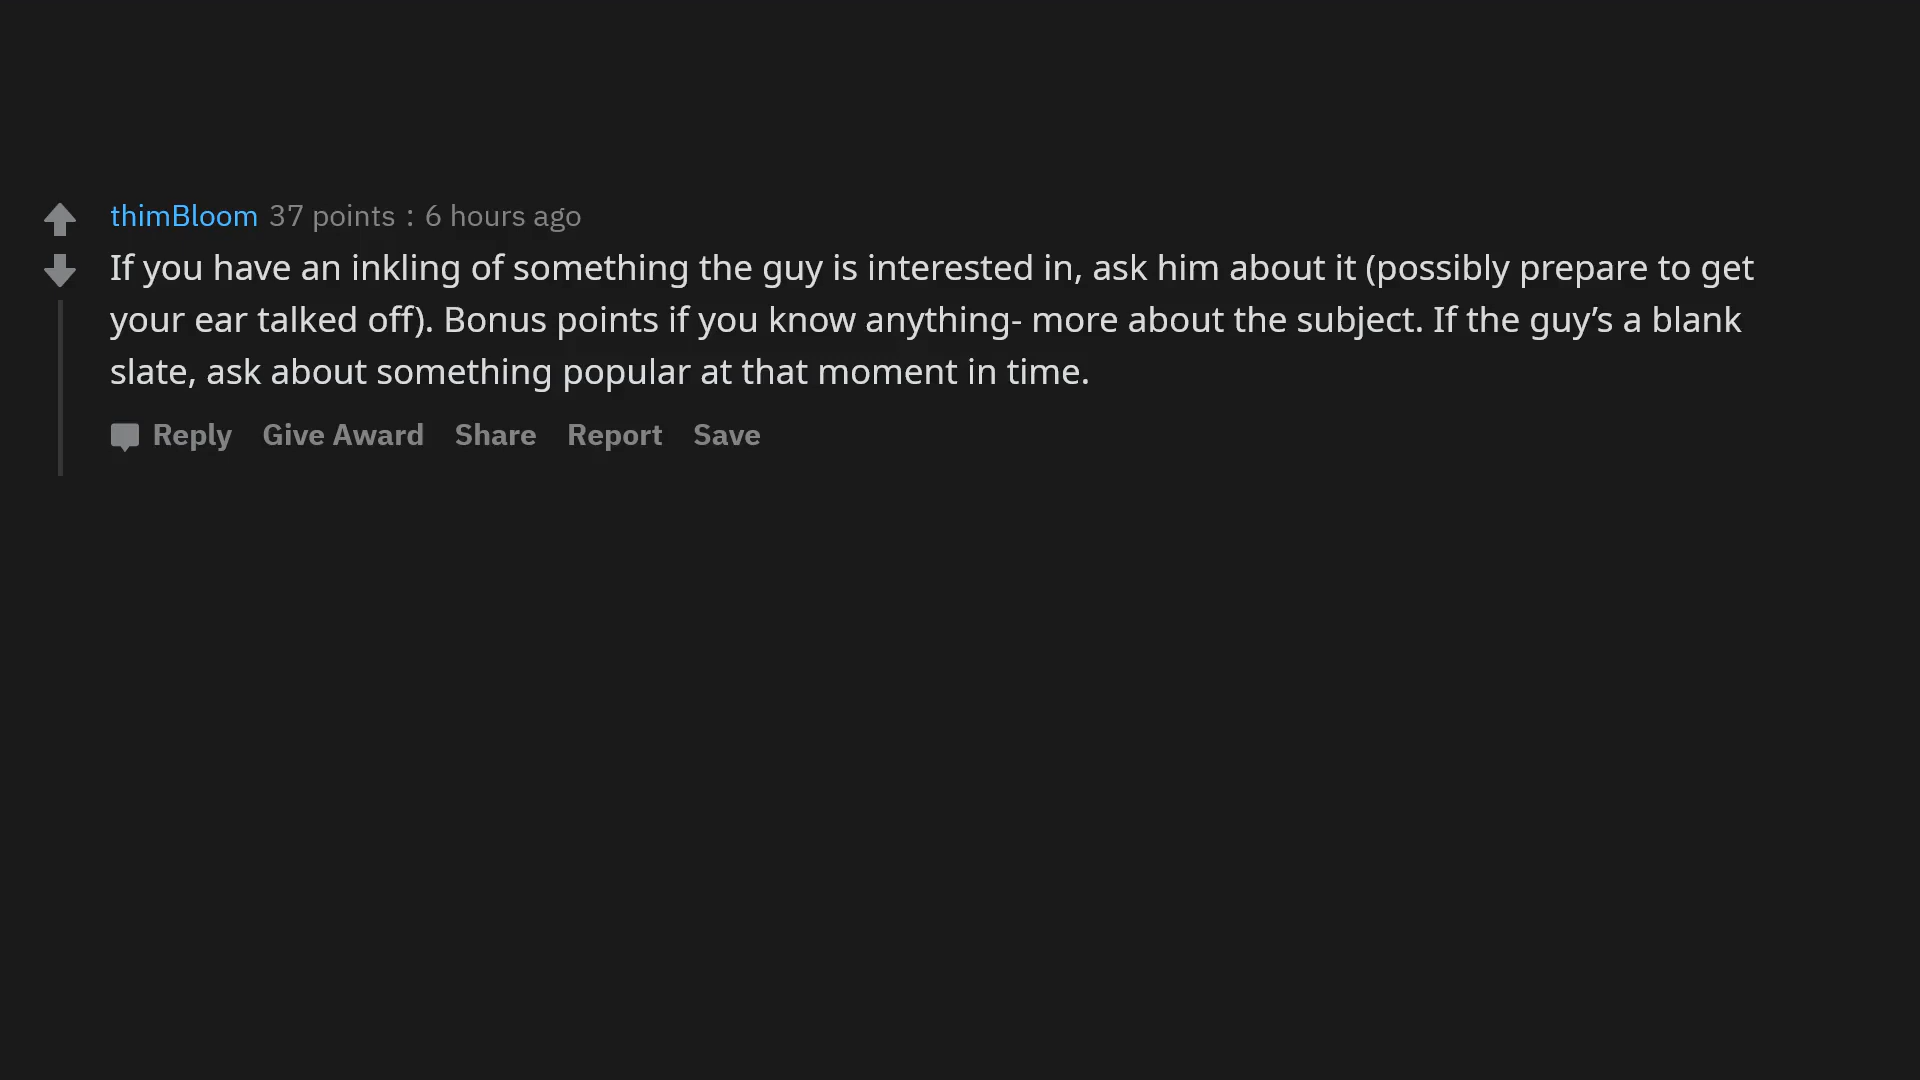 thimBloom 37 points : 6 hours ago
If you have an inkling of something the guy is interested in, ask him about it (possibly prepare to get
your ear talked off). Bonus points if you know anything- more about the subject. If the guy’s a blank
slate, ask about something popular at that moment in time.
Reply Give Award Share Report Save